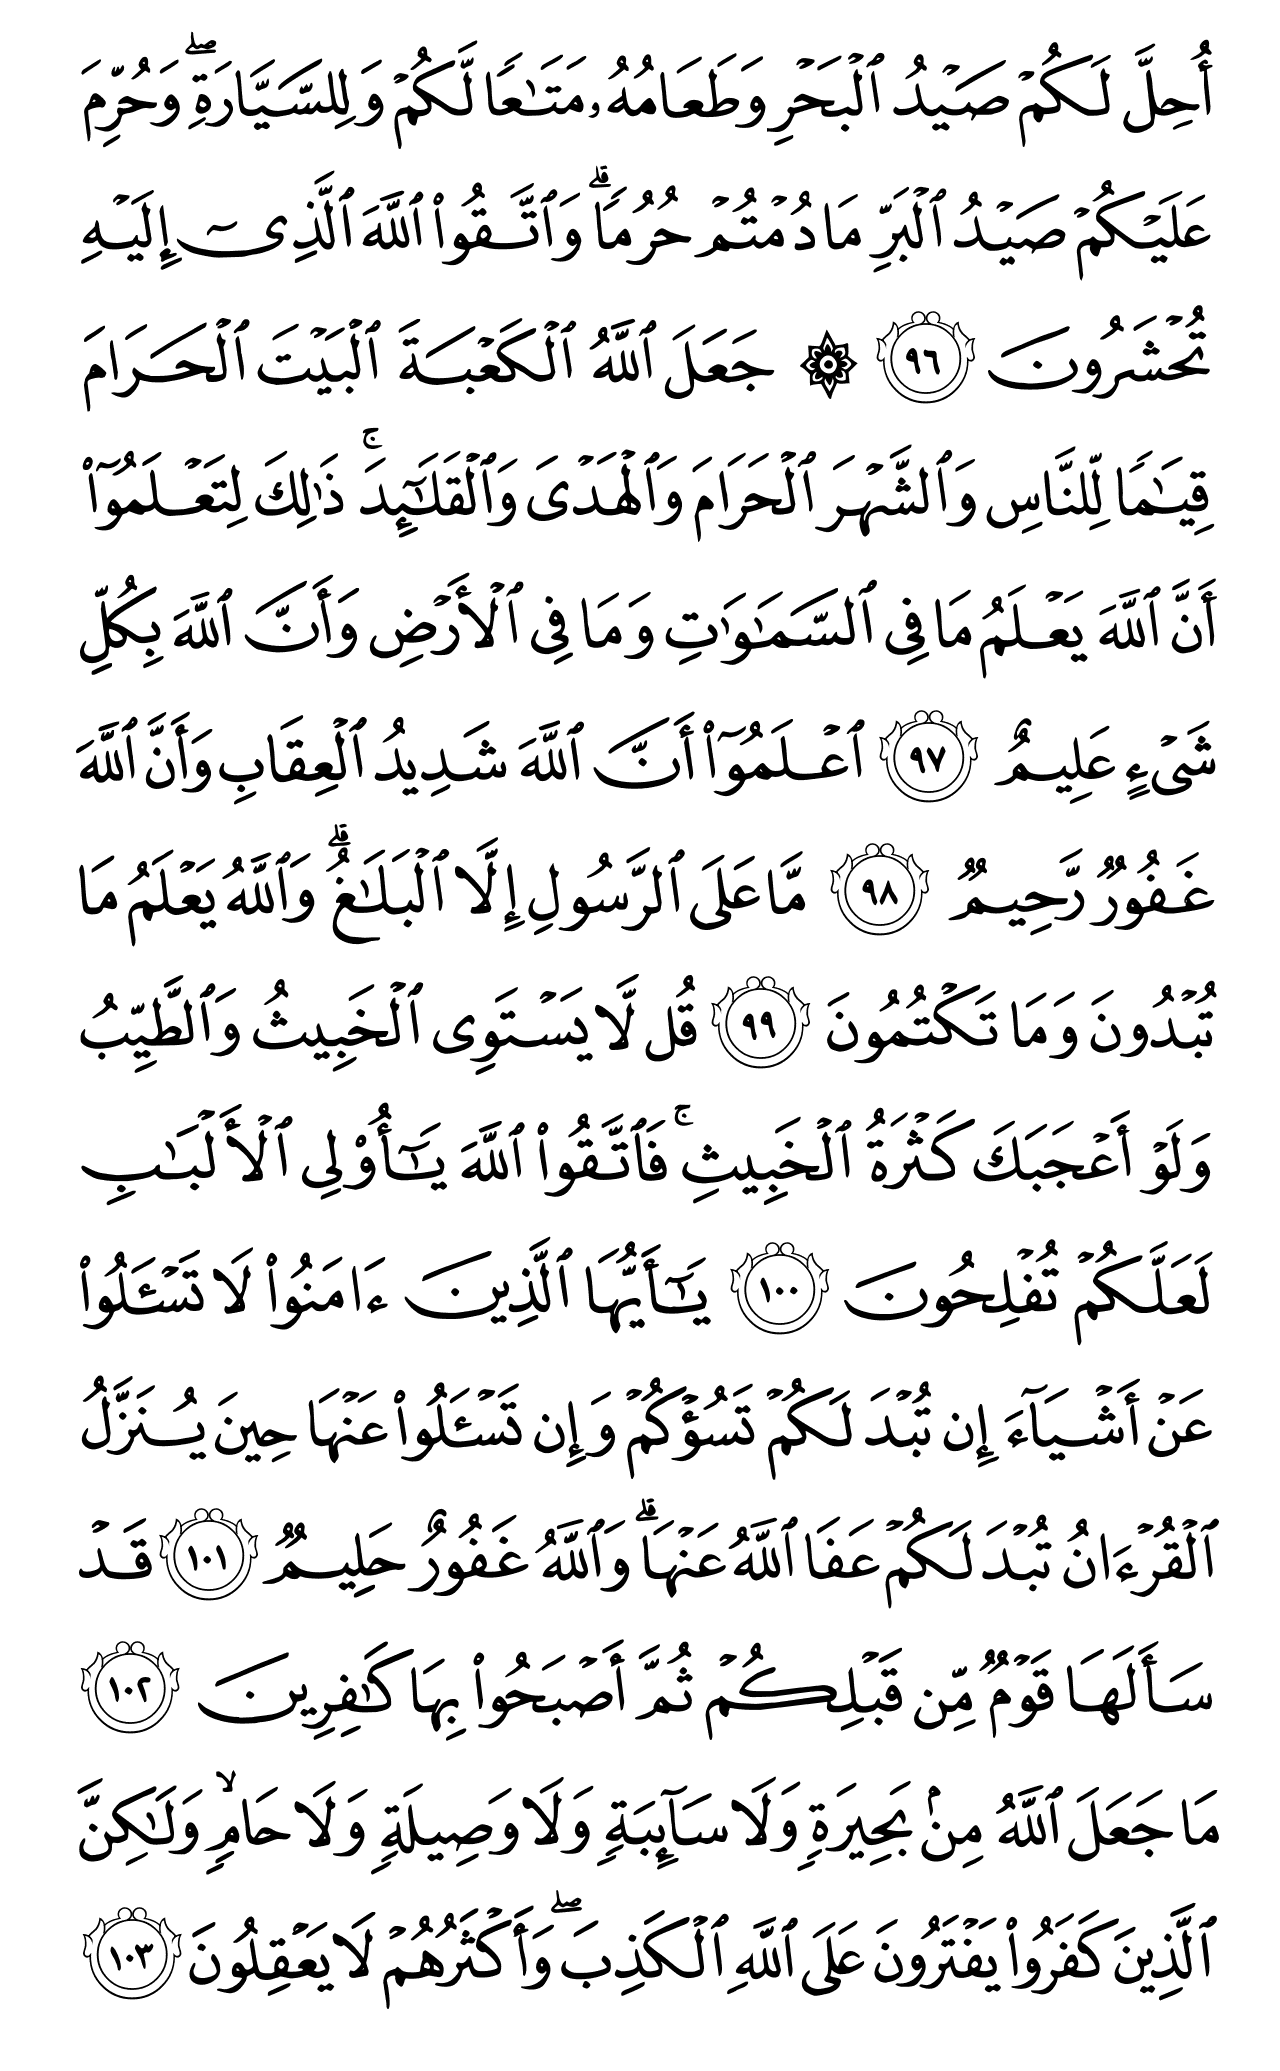 أُحِلَّ لَكُمۡ صَيۡدُ ٱلۡبَحۡرِ وَطَعَامُهُۥ مَتَٰعٗا لَّكُمۡ وَلِلسَّيَّارَةِۖ وَحُرِّمَ
عَلَيۡكُمۡ صَيۡدُ ٱلۡبَرِّ مَا دُمۡتُمۡ حُرُمٗاۗ وَٱتَّقُواْ ٱللَّهَ ٱلَّذِيٓ إِلَيۡهِ
تُحۡشَرُونَ ٩٦ ۞ جَعَلَ ٱللَّهُ ٱلۡكَعۡبَةَ ٱلۡبَيۡتَ ٱلۡحَرَامَ
قِيَٰمٗا لِّلنَّاسِ وَٱلشَّهۡرَ ٱلۡحَرَامَ وَٱلۡهَدۡيَ وَٱلۡقَلَٰٓئِدَۚ ذَٰلِكَ لِتَعۡلَمُوٓاْ
أَنَّ ٱللَّهَ يَعۡلَمُ مَا فِي ٱلسَّمَٰوَٰتِ وَمَا فِي ٱلۡأَرۡضِ وَأَنَّ ٱللَّهَ بِكُلِّ
شَيۡءٍ عَلِيمٌ ٩٧ ٱعۡلَمُوٓاْ أَنَّ ٱللَّهَ شَدِيدُ ٱلۡعِقَابِ وَأَنَّ ٱللَّهَ
غَفُورٞ رَّحِيمٞ ٩٨ مَّا عَلَى ٱلرَّسُولِ إِلَّا ٱلۡبَلَٰغُۗ وَٱللَّهُ يَعۡلَمُ مَا
تُبۡدُونَ وَمَا تَكۡتُمُونَ ٩٩ قُل لَّا يَسۡتَوِي ٱلۡخَبِيثُ وَٱلطَّيِّبُ
وَلَوۡ أَعۡجَبَكَ كَثۡرَةُ ٱلۡخَبِيثِۚ فَٱتَّقُواْ ٱللَّهَ يَٰٓأُوْلِي ٱلۡأَلۡبَٰبِ
لَعَلَّكُمۡ تُفۡلِحُونَ ١٠٠ يَٰٓأَيُّهَا ٱلَّذِينَ ءَامَنُواْ لَا تَسۡـَٔلُواْ
عَنۡ أَشۡيَآءَ إِن تُبۡدَ لَكُمۡ تَسُؤۡكُمۡ وَإِن تَسۡـَٔلُواْ عَنۡهَا حِينَ يُنَزَّلُ
ٱلۡقُرۡءَانُ تُبۡدَ لَكُمۡ عَفَا ٱللَّهُ عَنۡهَاۗ وَٱللَّهُ غَفُورٌ حَلِيمٞ ١٠١ قَدۡ
سَأَلَهَا قَوۡمٞ مِّن قَبۡلِكُمۡ ثُمَّ أَصۡبَحُواْ بِهَا كَٰفِرِينَ ١٠٢
مَا جَعَلَ ٱللَّهُ مِنۢ بَحِيرَةٖ وَلَا سَآئِبَةٖ وَلَا وَصِيلَةٖ وَلَا حَامٖ وَلَٰكِنَّ
ٱلَّذِينَ كَفَرُواْ يَفۡتَرُونَ عَلَى ٱللَّهِ ٱلۡكَذِبَۖ وَأَكۡثَرُهُمۡ لَا يَعۡقِلُونَ ١٠٣